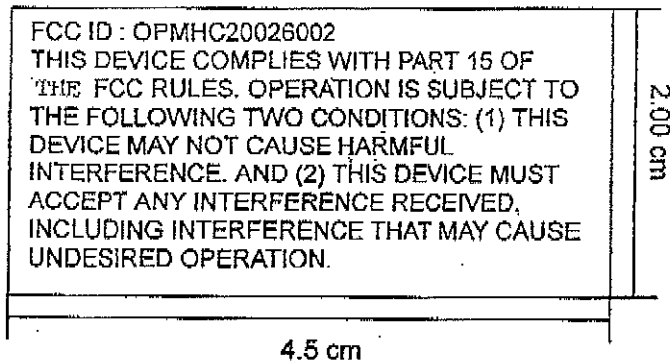 FCC ID : OPMHC20026002
THIS DEVICE COMPLIES WITH PART 15 OF
THE FCC RULES. OPERATION IS SUBJECT TO
THE FOLLOWING TWO CONDITIONS: (1) THIS
DEVICE MAY NOT CAUSE HARMFUL
INTERFERENCE. AND (2) THIS DEVICE MUST
ACCEPT ANY INTERFERENCE RECEIVED,
INCLUDING INTERFERENCE THAT MAY CAUSE
UNDESIRED OPERATION.
2.00 cm
4.5 cm